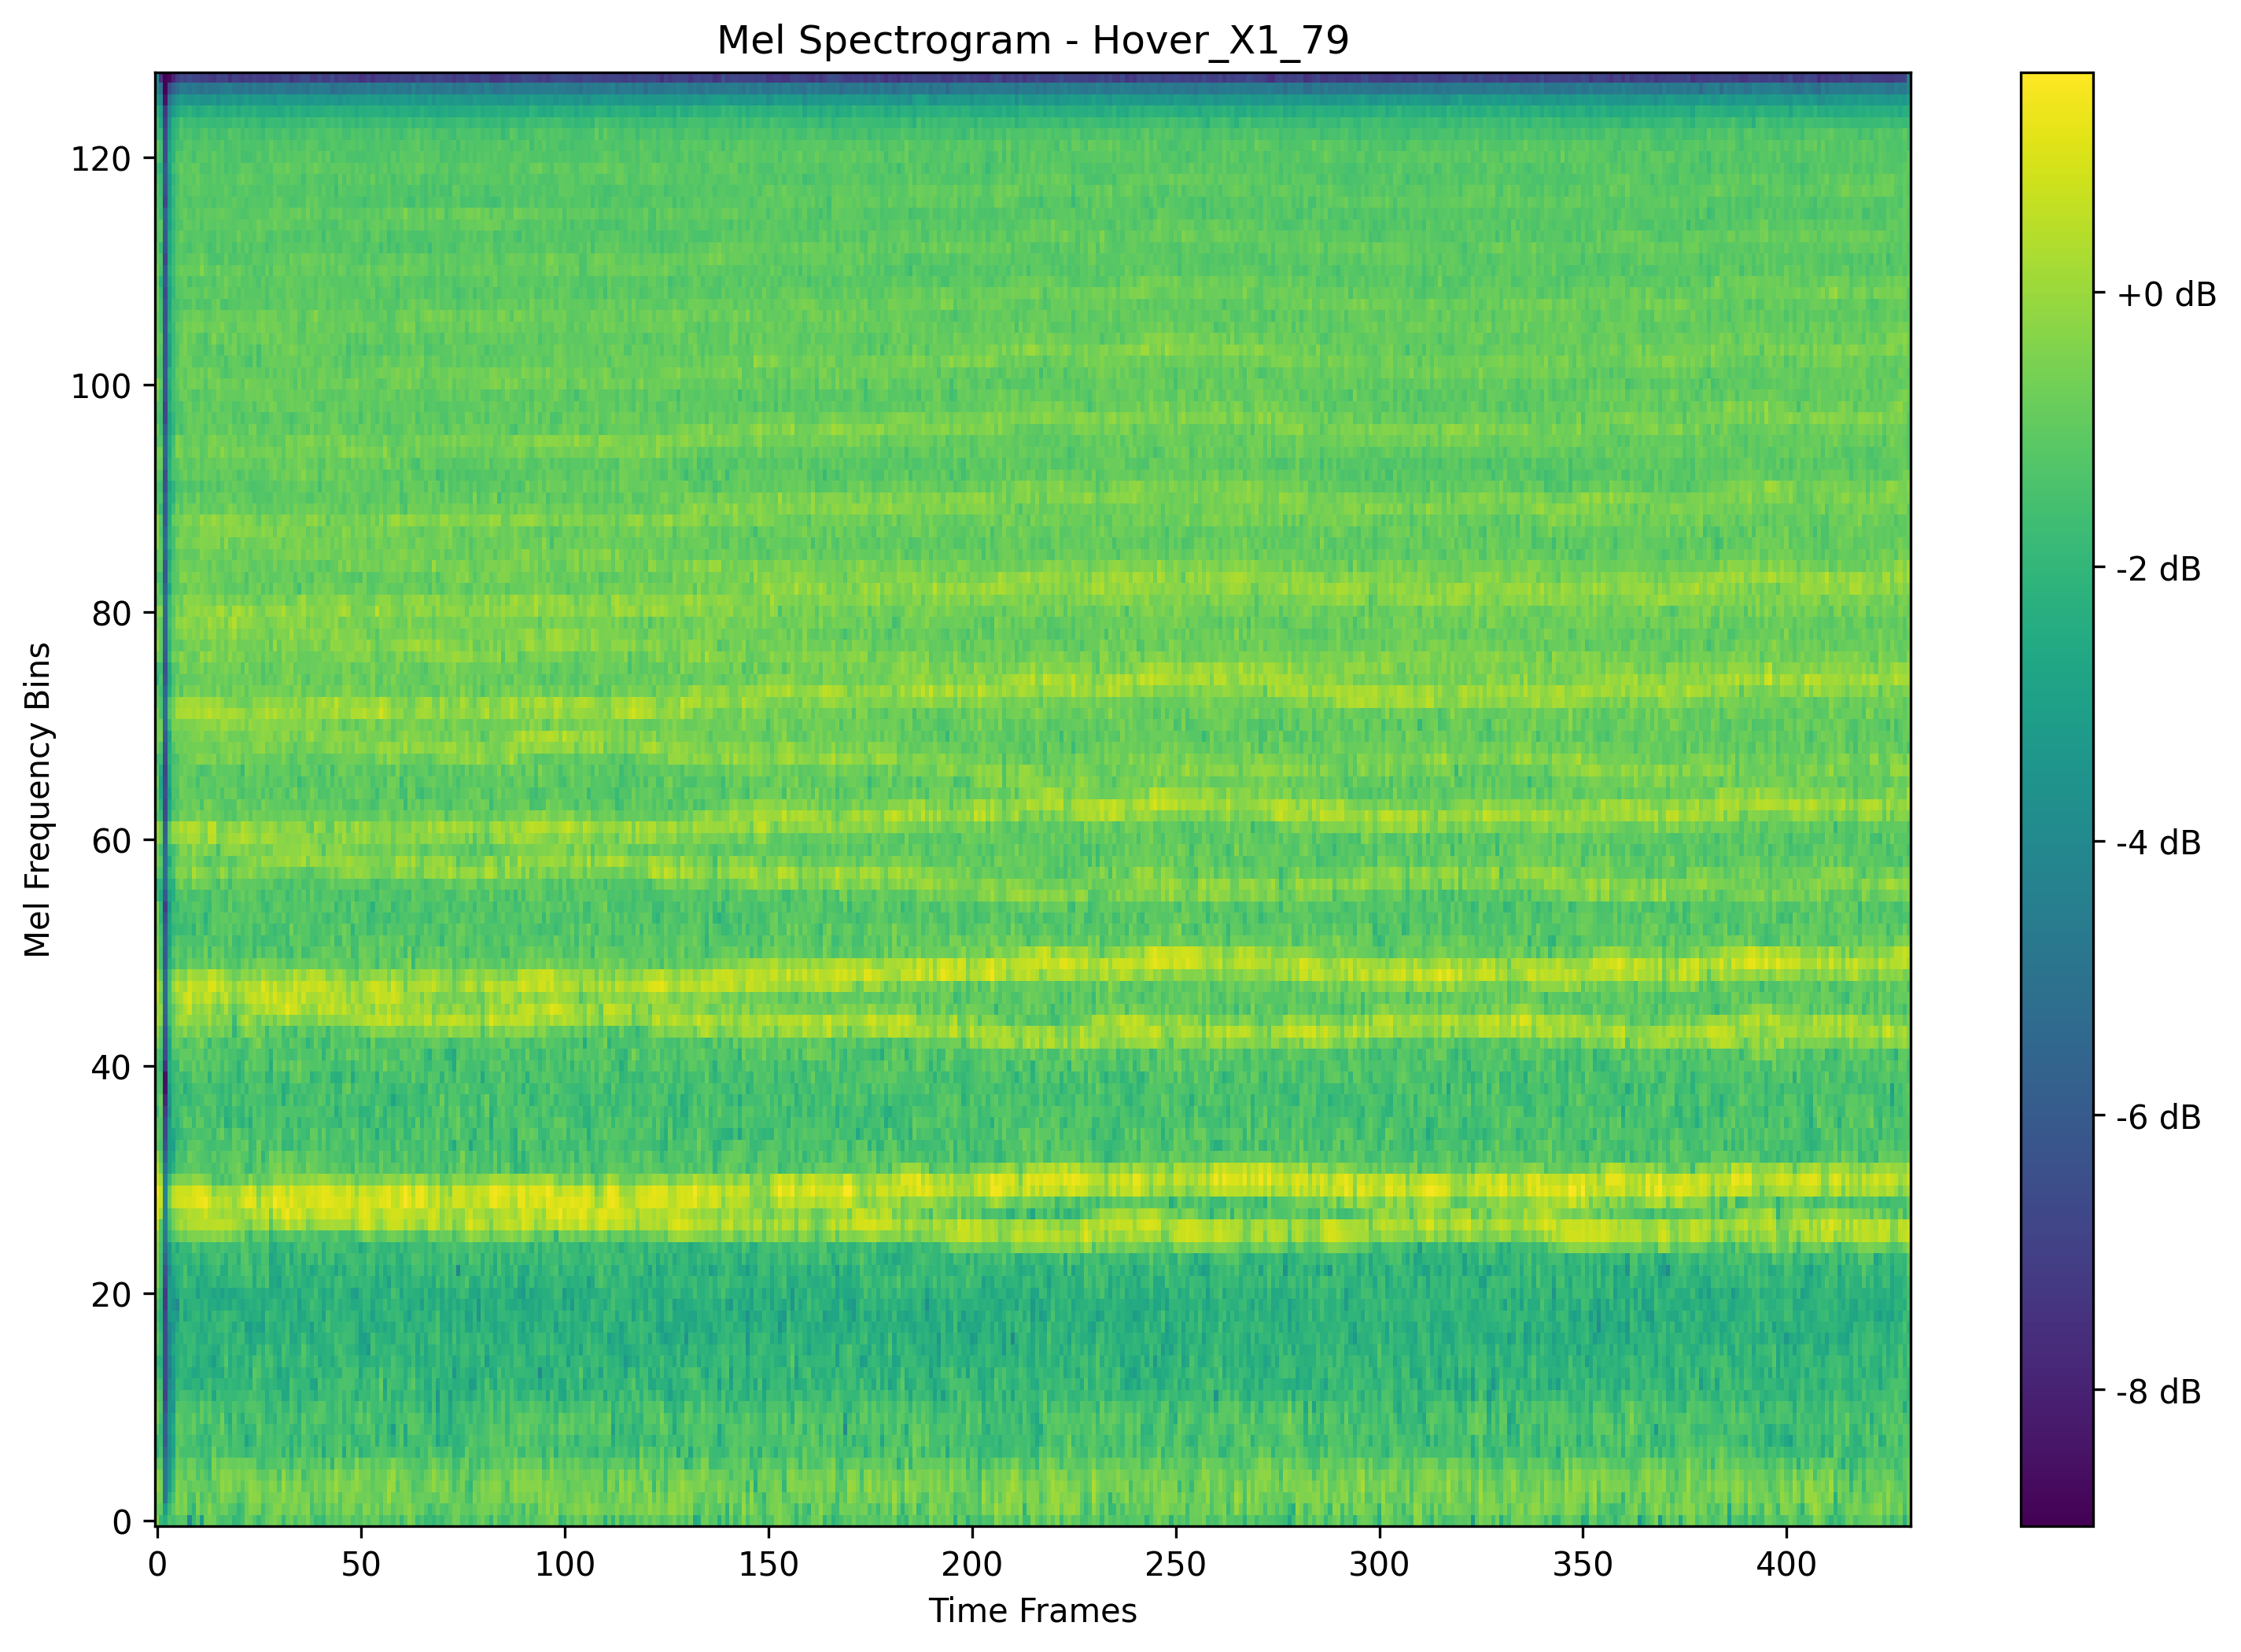 Mel Spectrogram - Hover_X1_79
120
100
80
60
40
20
0
Mel Frequency Bins
0 50 100 150 200 250 300 350 400
Time Frames
+0 dB
-2 dB
-4 dB
-6 dB
-8 dB